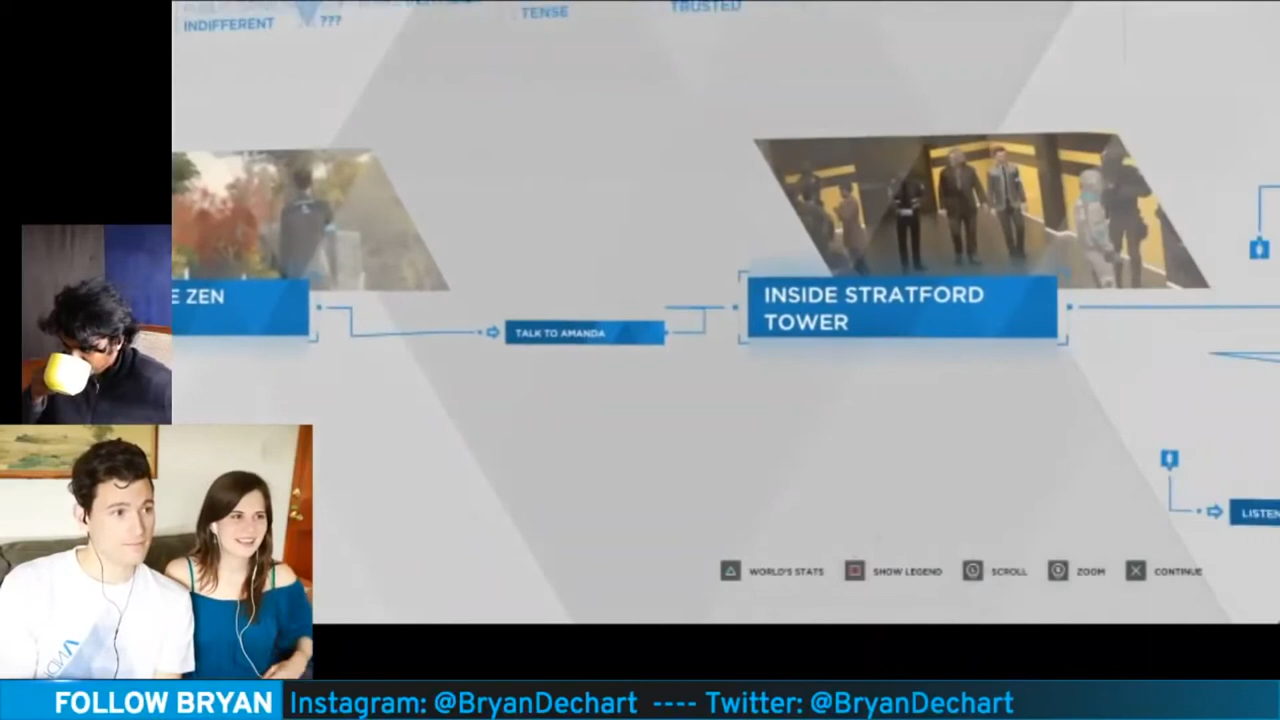 INDIFFERENT
???
TENSE
TRUSTED
E ZEN
TALK TO AMANDA
INSIDE STRATFORD
TOWER
LISTEN
WORLD'S STATS
SHOW LEGEND
SCROLL
ZOOM
CONTINUE
FOLLOW BRYAN
Instagram: @BryanDechart ---- Twitter: @BryanDechart